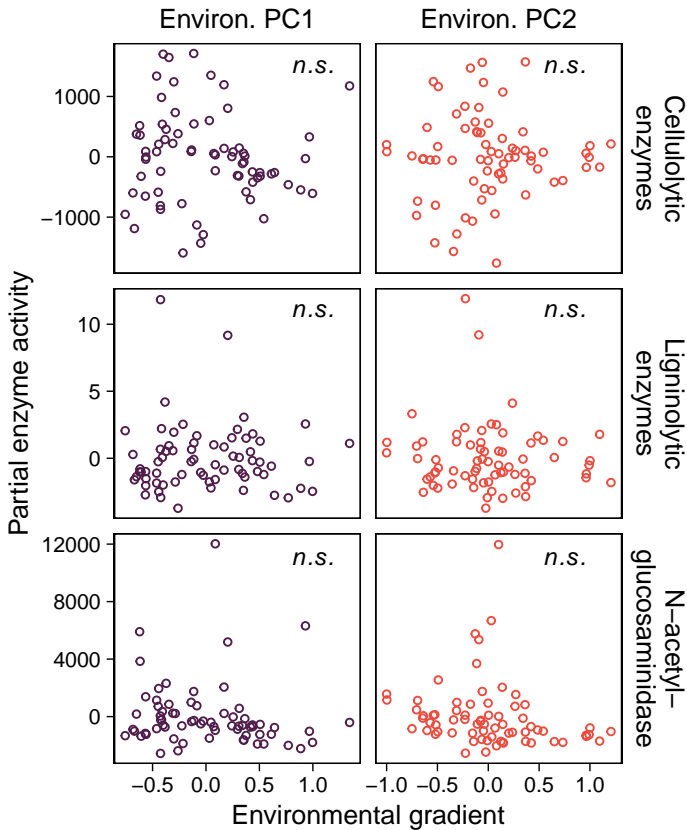 Environ. PC1
Environ. PC2
n.s.
n.s.
1000
0
−1000
Cellulolytic
enzymes
n.s.
n.s.
10
5
0
Ligninolytic
enzymes
n.s.
n.s.
12000
8000
4000
0
N−acetyl−
glucosaminidase
Partial enzyme activity
−0.5
0.0
0.5
1.0
−1.0
−0.5
0.0
0.5
1.0
Environmental gradient